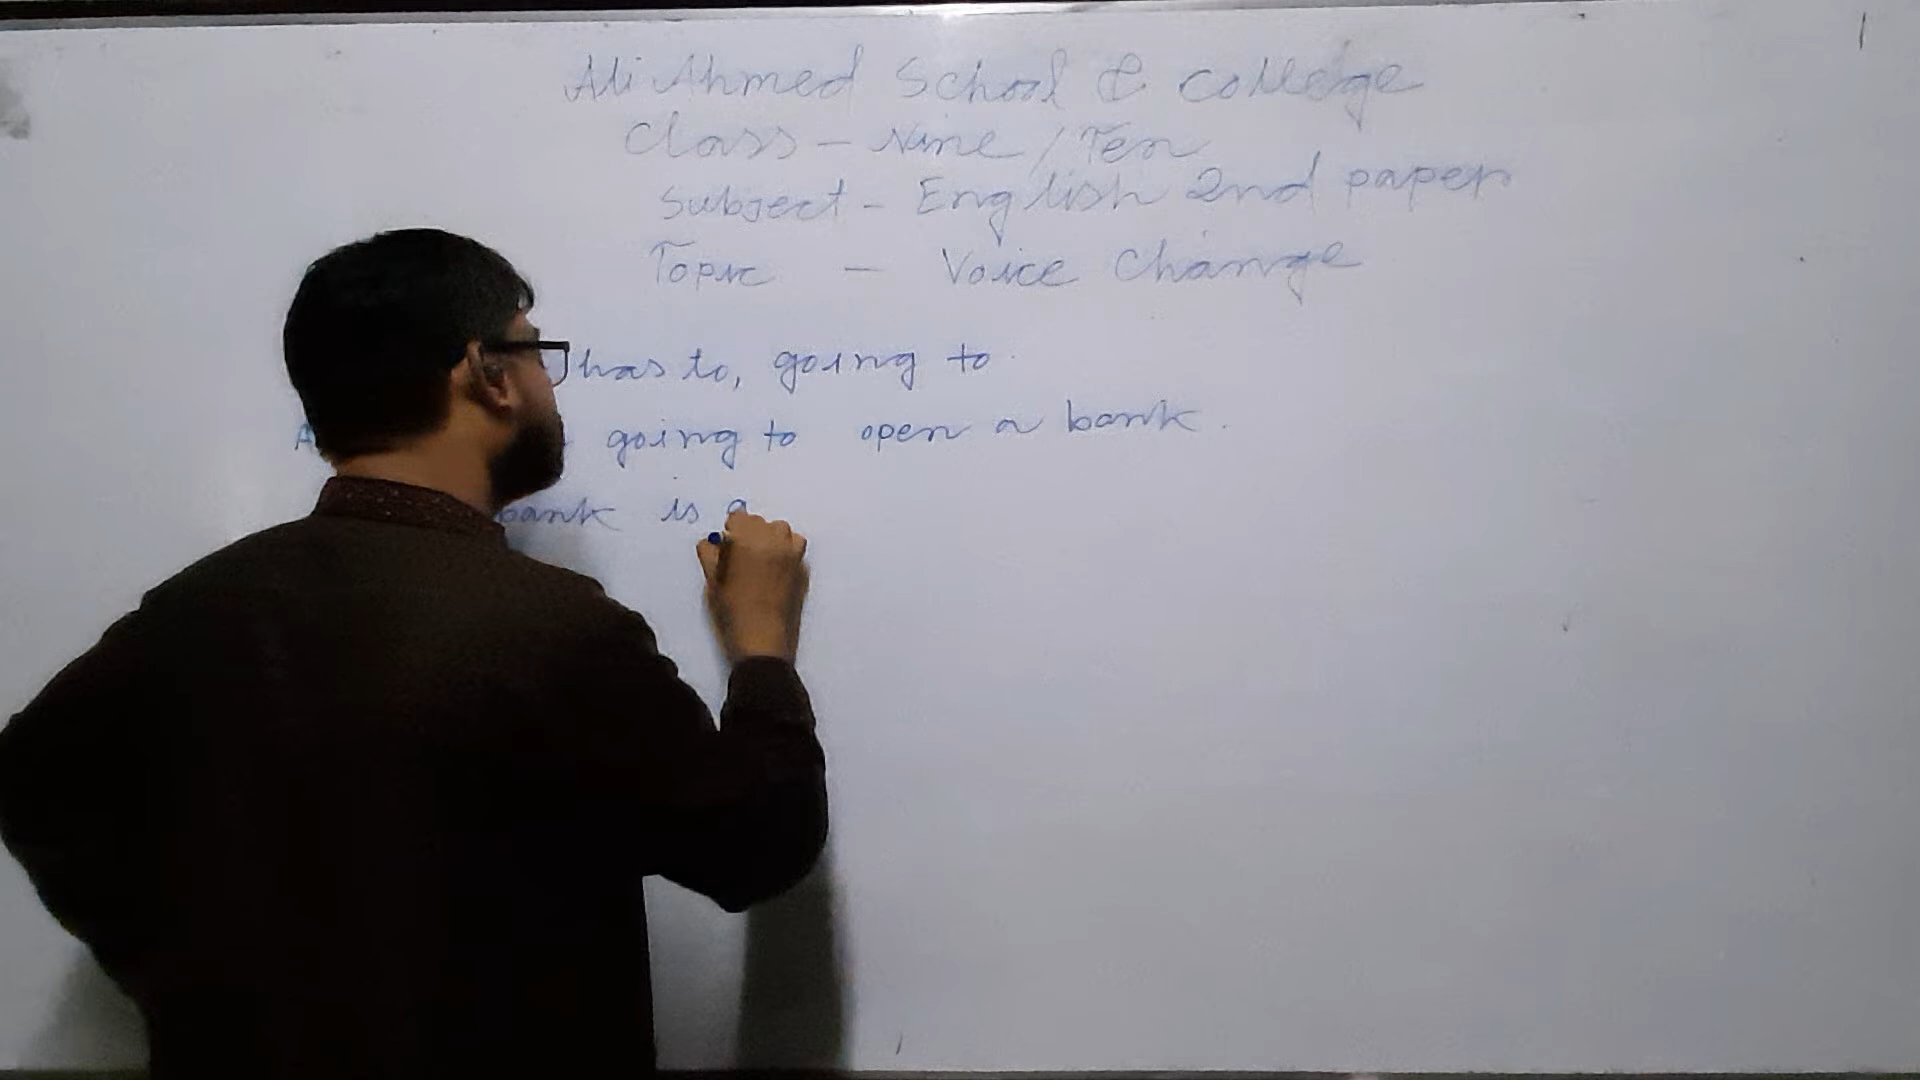 Ali Ahmed School & College
Class - Nine / Ten
Subject - English 2nd paper
Topic - Voice Change
has to, going to
going to open a bank.
bank is